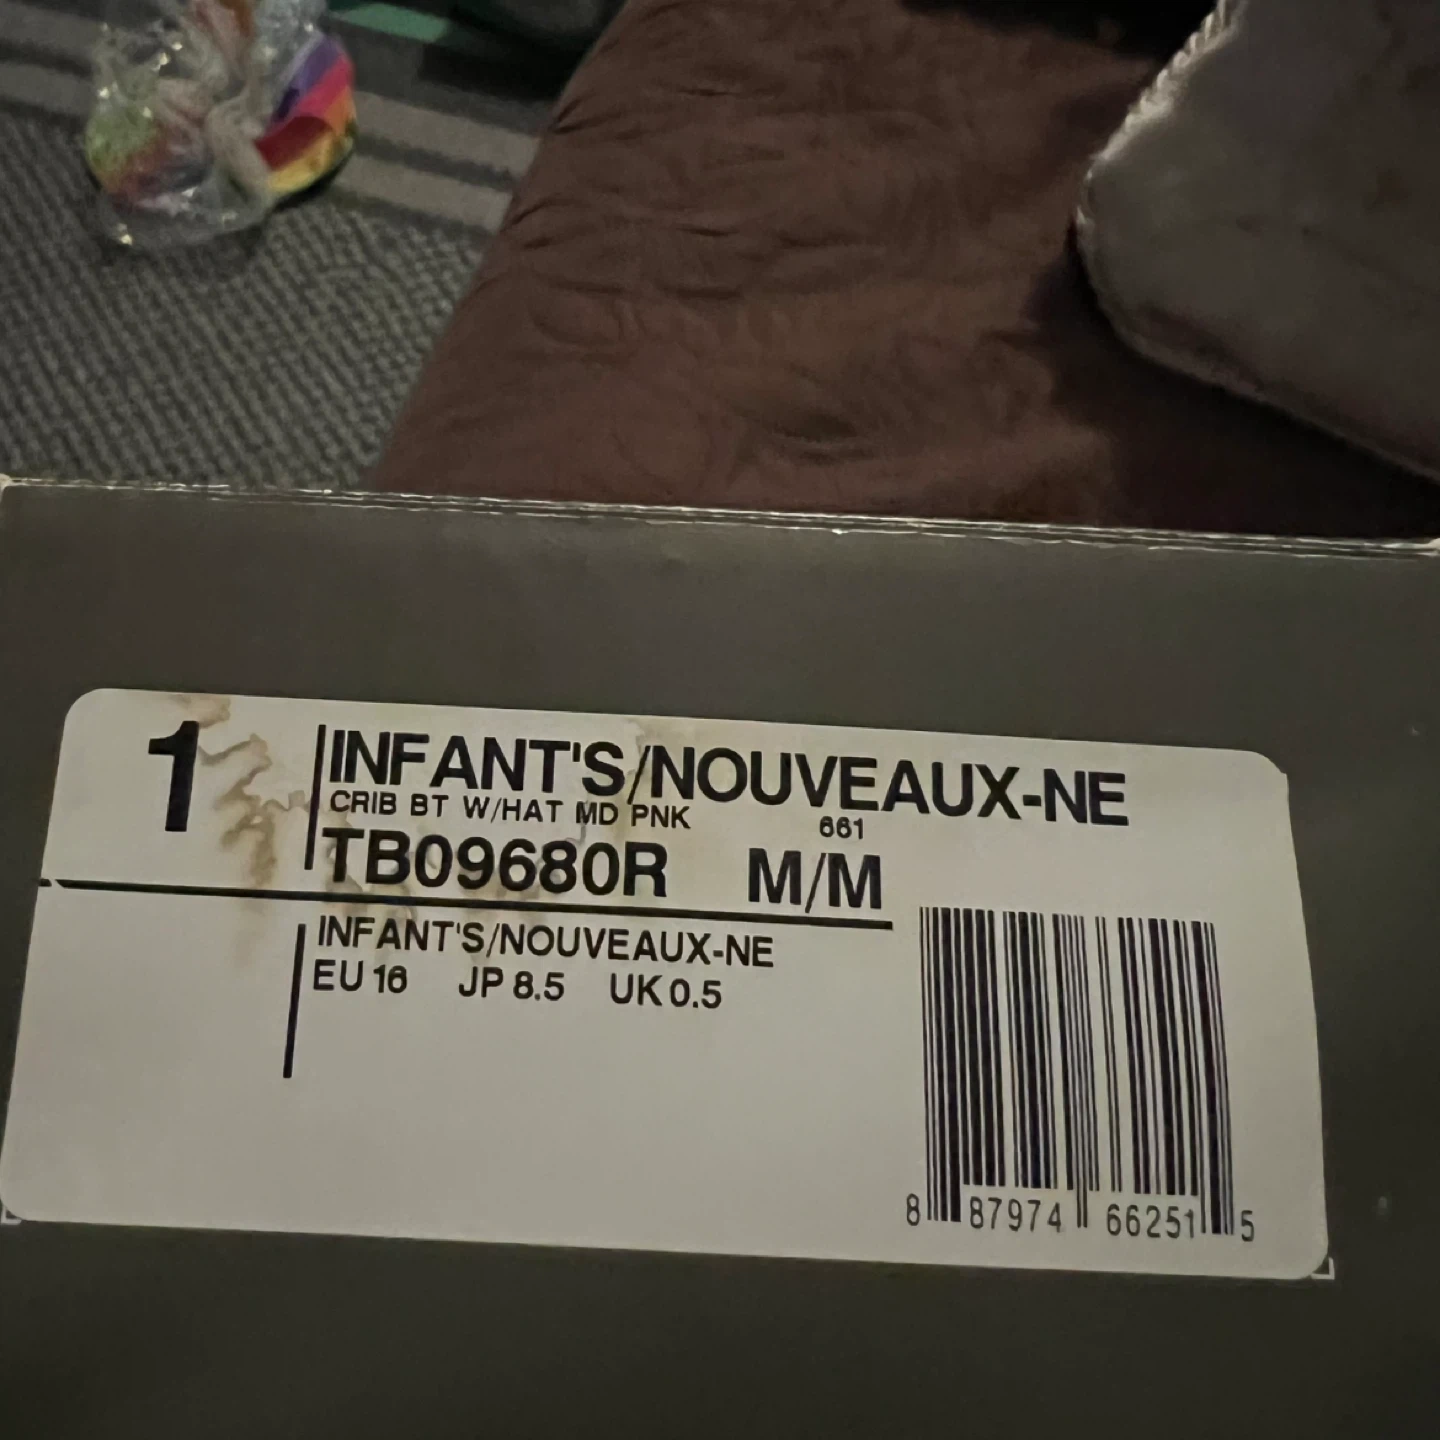 1
INFANT'S/NOUVEAUX-NE
CRIB BT W/HAT MD PNK
661
TB09680R M/M
INFANT'S/NOUVEAUX-NE
EU 16 JP 8.5 UK 0.5
8 87974 66251 5